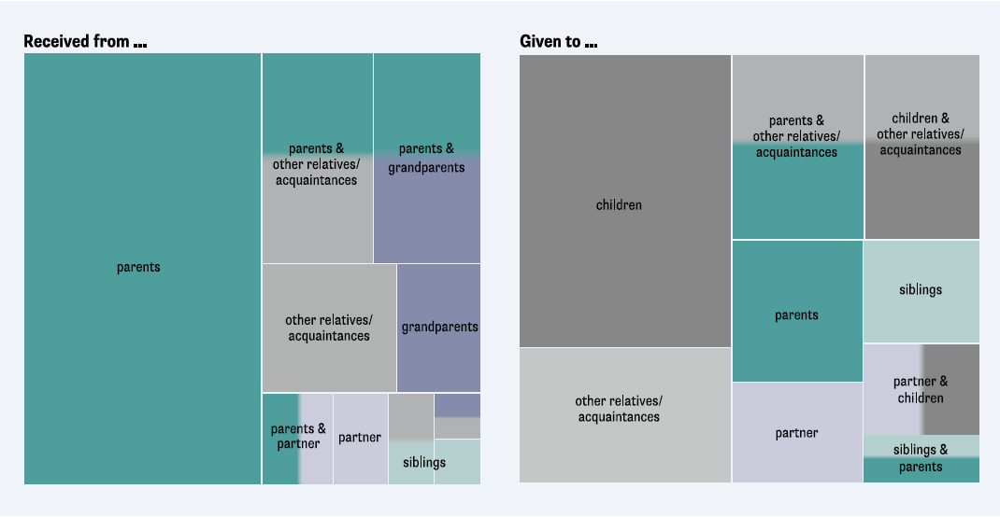 Received from ...
parents
parents &
other relatives/
acquaintances
parents &
grandparents
other relatives/
acquaintances
grandparents
parents &
partner
partner
siblings
Given to ...
children
other relatives/
acquaintances
parents &
other relatives/
acquaintances
children &
other relatives/
acquaintances
parents
siblings
partner
partner &
children
siblings &
parents